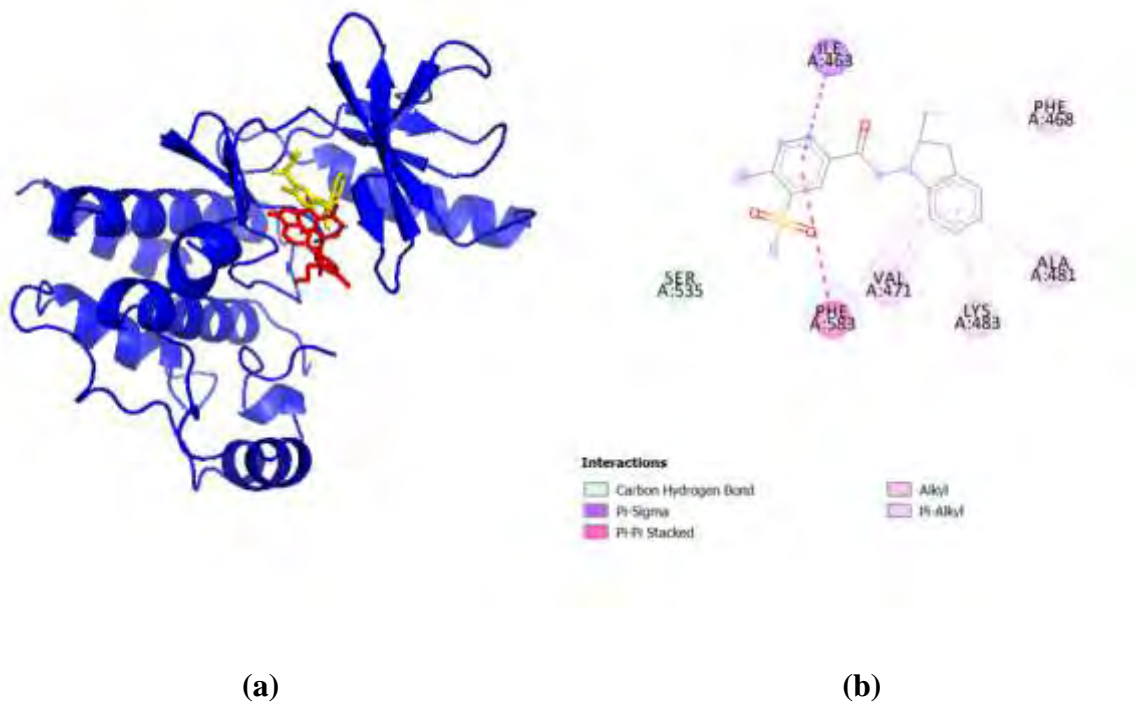 ILE
A:463
PHE
A:468
O
O
O
SER
A:535
PHE
A:583
VAL
A:471
LYS
A:483
ALA
A:481
Interactions
Carbon Hydrogen Bond
Pi-Sigma
Pi-Pi Stacked
Alkyl
Pi-Alkyl
(a)
(b)